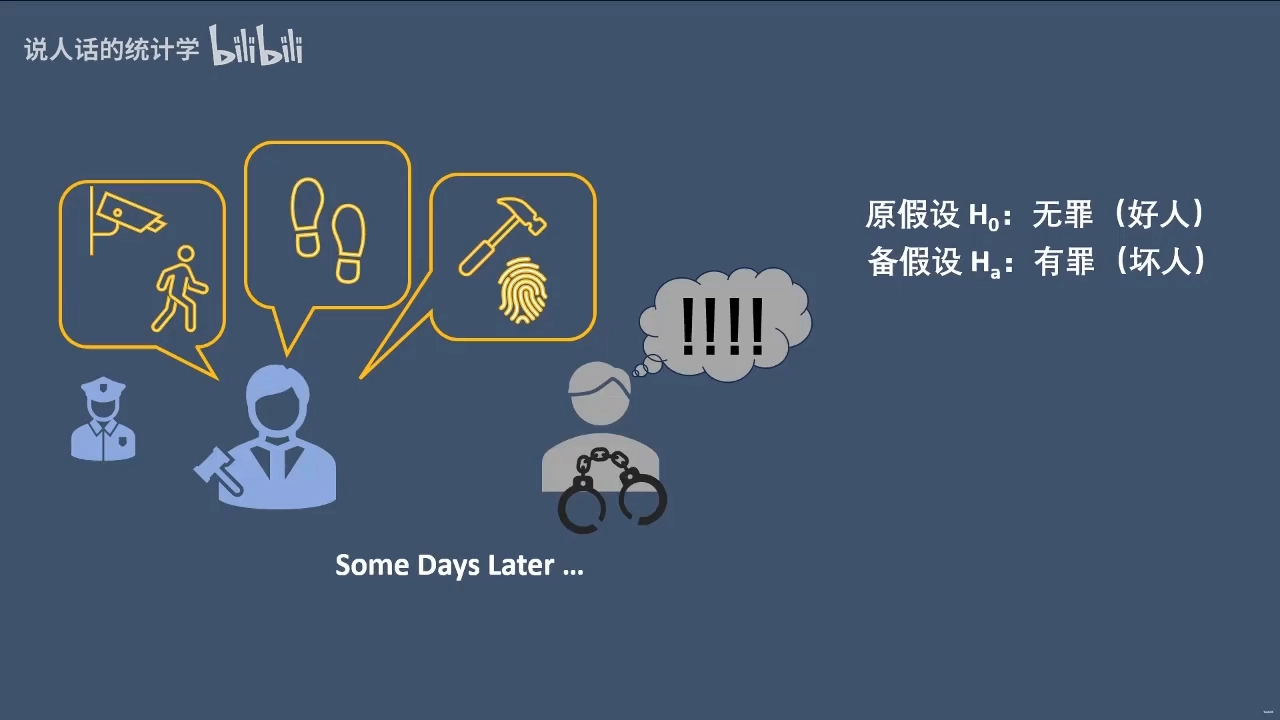 说人话的统计学 bilibili
!!!!
原假设 H₀：无罪（好人）
备假设 Hₐ：有罪（坏人）
Some Days Later ...